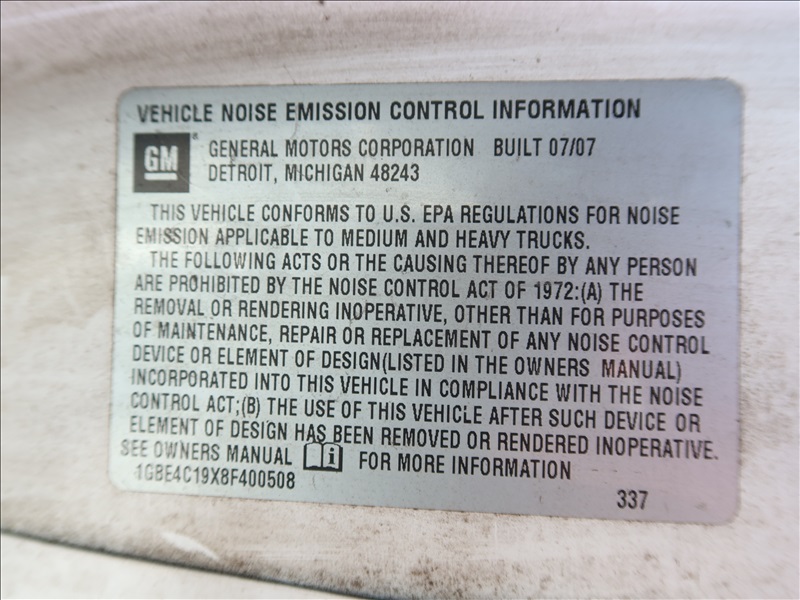 VEHICLE NOISE EMISSION CONTROL INFORMATION
GM® GENERAL MOTORS CORPORATION BUILT 07/07
DETROIT, MICHIGAN 48243
THIS VEHICLE CONFORMS TO U.S. EPA REGULATIONS FOR NOISE
EMISSION APPLICABLE TO MEDIUM AND HEAVY TRUCKS.
THE FOLLOWING ACTS OR THE CAUSING THEREOF BY ANY PERSON
ARE PROHIBITED BY THE NOISE CONTROL ACT OF 1972:(A) THE
REMOVAL OR RENDERING INOPERATIVE, OTHER THAN FOR PURPOSES
OF MAINTENANCE, REPAIR OR REPLACEMENT OF ANY NOISE CONTROL
DEVICE OR ELEMENT OF DESIGN(LISTED IN THE OWNERS MANUAL)
INCORPORATED INTO THIS VEHICLE IN COMPLIANCE WITH THE NOISE
CONTROL ACT;(B) THE USE OF THIS VEHICLE AFTER SUCH DEVICE OR
ELEMENT OF DESIGN HAS BEEN REMOVED OR RENDERED INOPERATIVE.
SEE OWNERS MANUAL i FOR MORE INFORMATION
1GBE4C19X8F400508
337